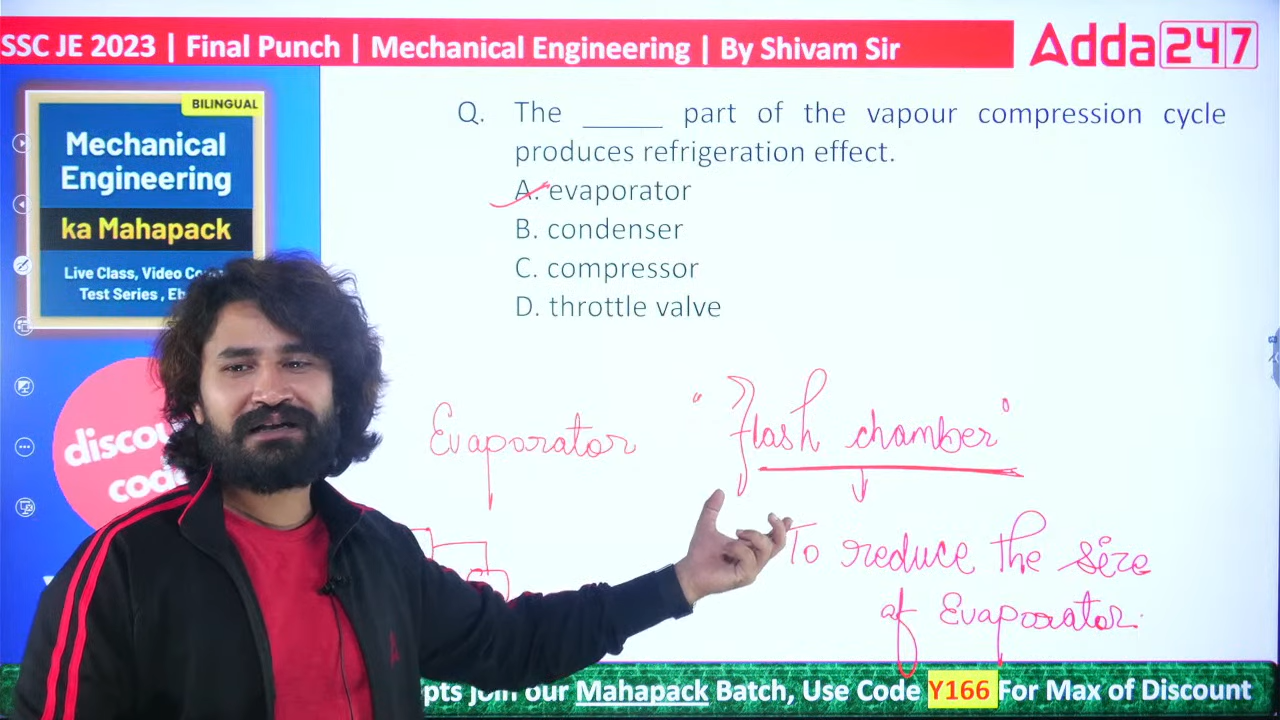 SSC JE 2023 | Final Punch | Mechanical Engineering | By Shivam Sir
Adda247
BILINGUAL
Mechanical
Engineering
ka Mahapack
Live Class, Video
Test Series,
Q. The _____ part of the vapour compression cycle
produces refrigeration effect.
A. evaporator
B. condenser
C. compressor
D. throttle valve
Evaporator
"Flash chamber"
To reduce the size
of Evaporator.
join our Mahapack Batch, Use Code Y166 For Max of Discount